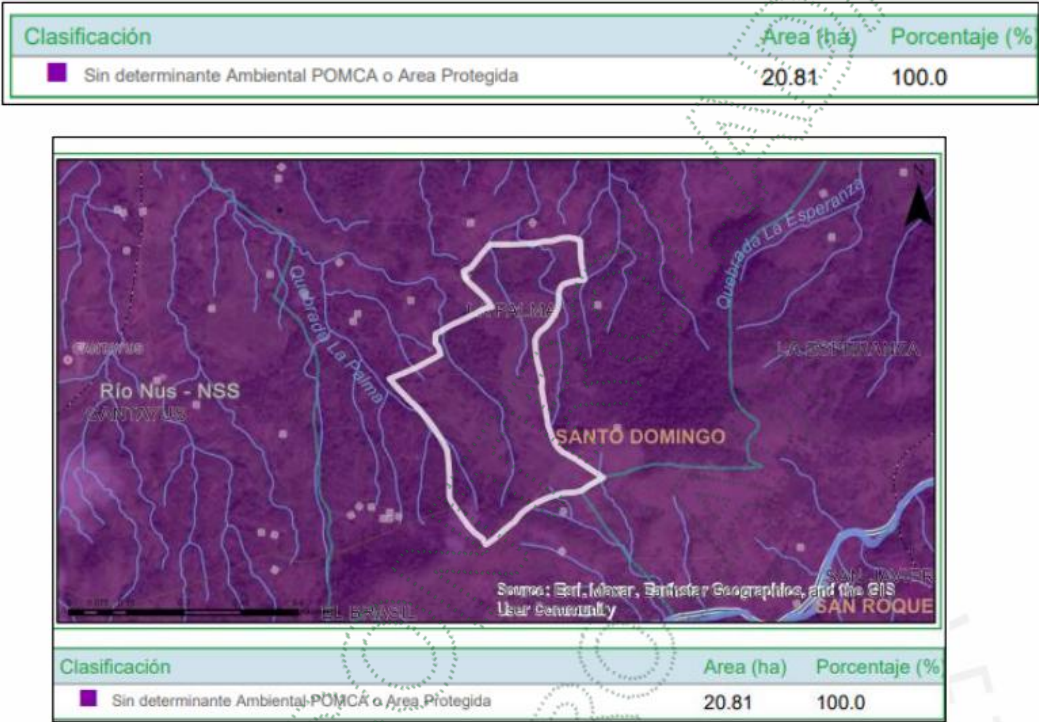 Clasificación Area (ha) Porcentaje (%)
Sin determinante Ambiental POMCA o Area Protegida 20.81 100.0
Quebrada La Esperanza
Quebrada La Palma
LA PALMA
CANTAYUS
LA ESPERANZA
Río Nus - NSS
CANTAYUS
SANTO DOMINGO
Source: Esri, Maxar, Earthstar Geographics, and the GIS
User Community
SAN JAVIER
EL BRASIL
SAN ROQUE
Clasificación Area (ha) Porcentaje (%)
Sin determinante Ambiental POMCA o Area Protegida 20.81 100.0